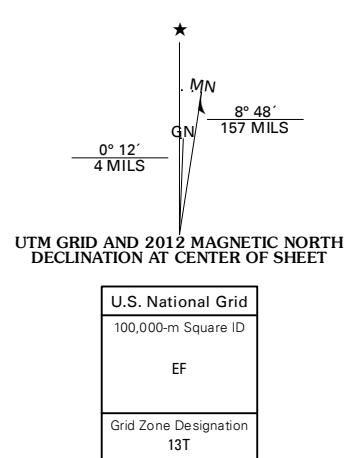 ★
MN
8° 48´
157 MILS
GN
0° 12´
4 MILS
UTM GRID AND 2012 MAGNETIC NORTH
DECLINATION AT CENTER OF SHEET
U.S. National Grid
100,000-m Square ID
EF
Grid Zone Designation
13T